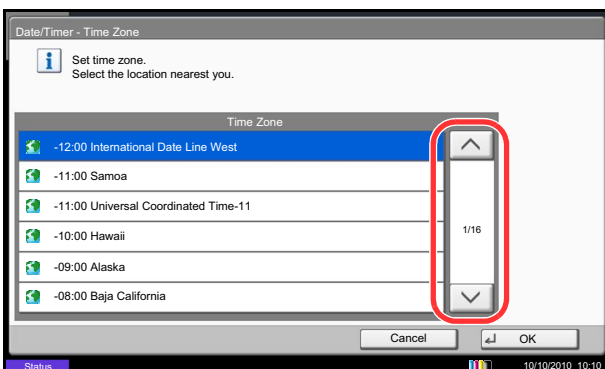 Date/Timer - Time Zone
Set time zone.
Select the location nearest you.
Time Zone
-12:00 International Date Line West
-11:00 Samoa
-11:00 Universal Coordinated Time-11
-10:00 Hawaii
1/16
-09:00 Alaska
-08:00 Baja California
Cancel
OK
Status
10/10/2010 10:10